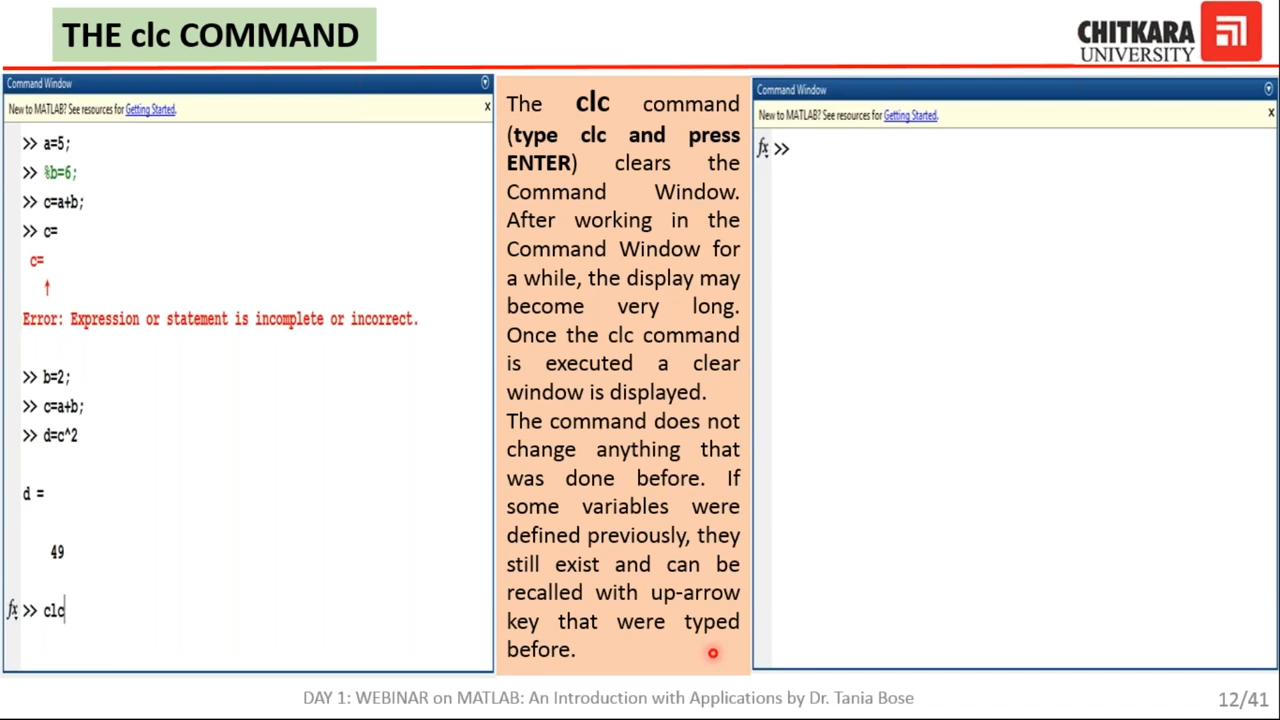 THE clc COMMAND
CHITKARA
UNIVERSITY
Command Window
New to MATLAB? See resources for Getting Started.
x
>> a=5;
>> %b=6;
>> c=a+b;
>> c=
c=
↑
Error: Expression or statement is incomplete or incorrect.
>> b=2;
>> c=a+b;
>> d=c^2
d =
49
fx >> clc
The clc command
(type clc and press
ENTER) clears the
Command Window.
After working in the
Command Window for
a while, the display may
become very long.
Once the clc command
is executed a clear
window is displayed.
The command does not
change anything that
was done before. If
some variables were
defined previously, they
still exist and can be
recalled with up-arrow
key that were typed
before.
Command Window
New to MATLAB? See resources for Getting Started.
x
fx >>
DAY 1: WEBINAR on MATLAB: An Introduction with Applications by Dr. Tania Bose
12/41